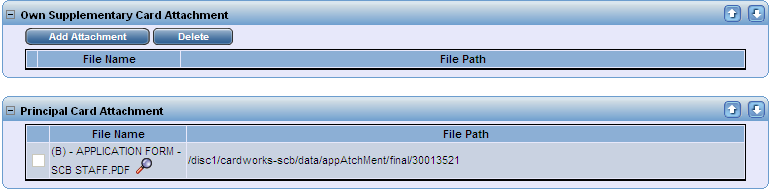 Own Supplementary Card Attachment
Add Attachment Delete
File Name File Path
Principal Card Attachment
File Name File Path
(B) - APPLICATION FORM - SCB STAFF.PDF /disc1/cardworks-scb/data/appAtchMent/final/30013521